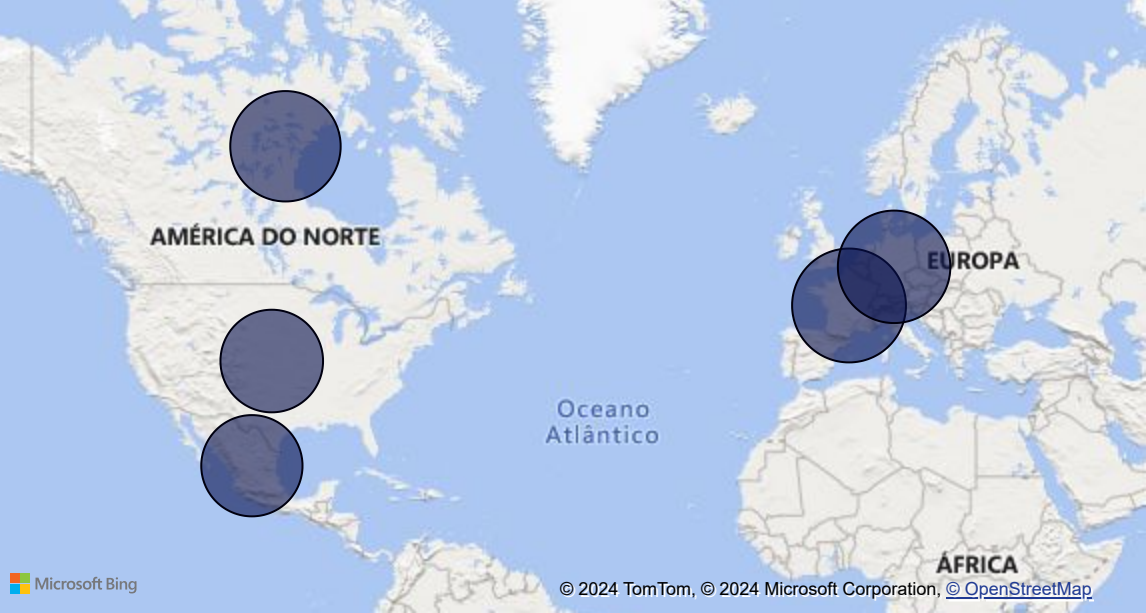 AMÉRICA DO NORTE
EUROPA
Oceano
Atlântico
ÁFRICA
Microsoft Bing
© 2024 TomTom, © 2024 Microsoft Corporation, © OpenStreetMap